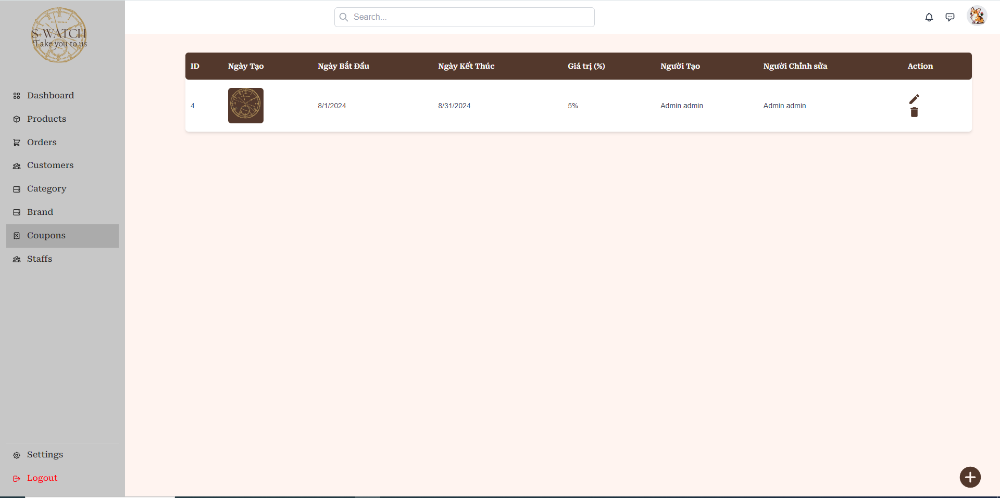 S-WATCH
Take you to us
Search...
Dashboard
Products
Orders
Customers
Category
Brand
Coupons
Staffs
Settings
Logout
ID Ngày Tạo Ngày Bắt Đầu Ngày Kết Thúc Giá trị (%) Người Tạo Người Chỉnh sửa Action
4 8/1/2024 8/31/2024 5% Admin admin Admin admin